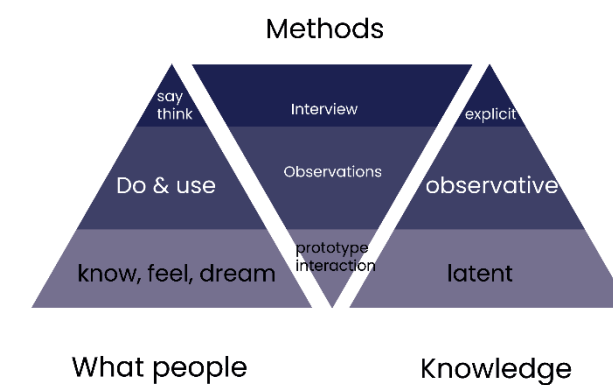 Methods
say
think
Interview
explicit
Do & use
Observations
observative
know, feel, dream
prototype
interaction
latent
What people
Knowledge